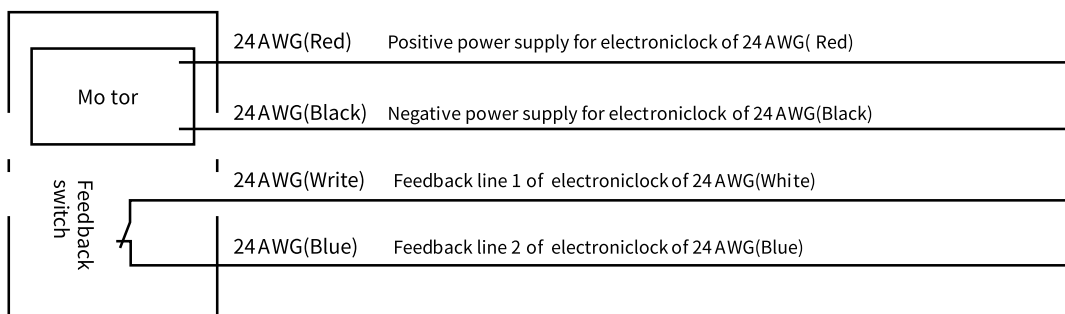 24AWG(Red) Positive power supply for electroniclock of 24AWG( Red)
Mo tor
24AWG(Black) Negative power supply for electroniclock of 24AWG(Black)
24AWG(Write) Feedback line 1 of electroniclock of 24AWG(White)
Feedback
switch
24AWG(Blue) Feedback line 2 of electroniclock of 24AWG(Blue)